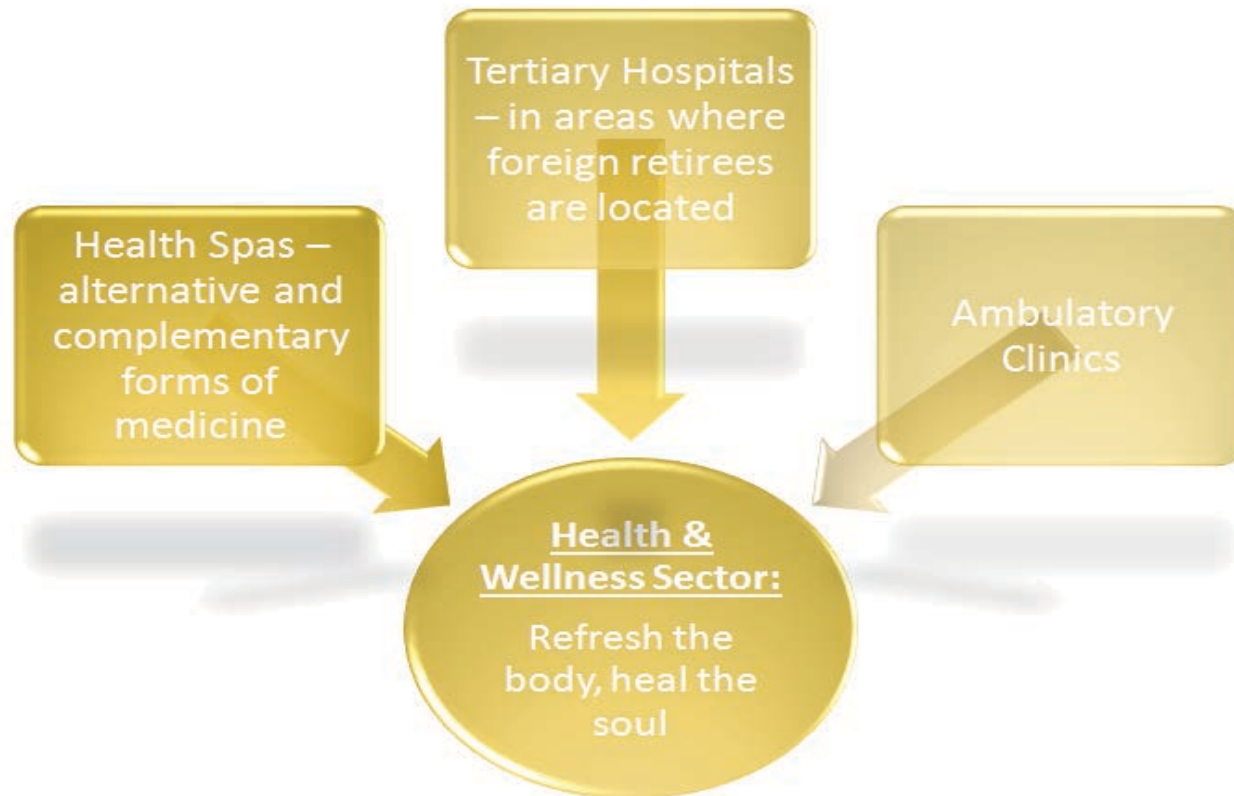 Tertiary Hospitals
– in areas where
foreign retirees
are located
Health Spas –
alternative and
complementary
forms of
medicine
Ambulatory
Clinics
Health &
Wellness Sector:
Refresh the
body, heal the
soul